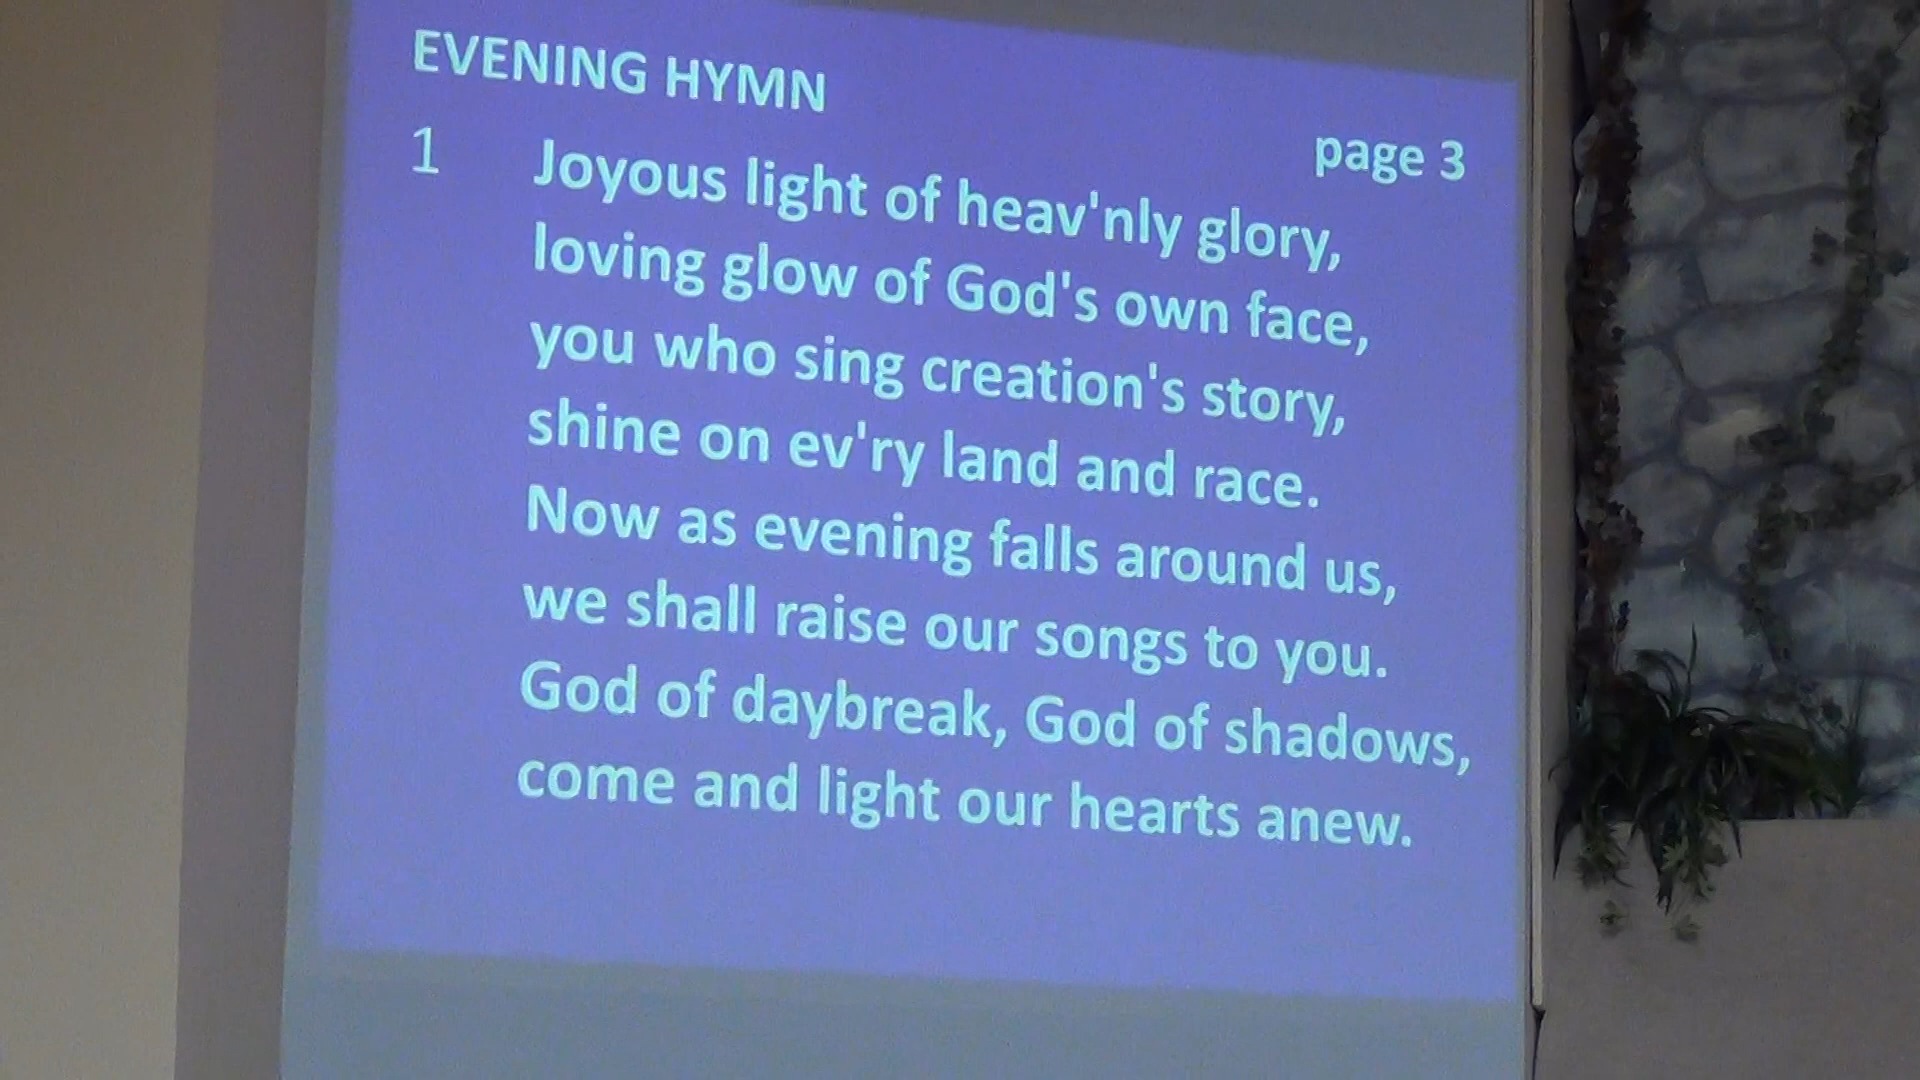 EVENING HYMN
page 3
1 Joyous light of heav'nly glory,
loving glow of God's own face,
you who sing creation's story,
shine on ev'ry land and race.
Now as evening falls around us,
we shall raise our songs to you.
God of daybreak, God of shadows,
come and light our hearts anew.